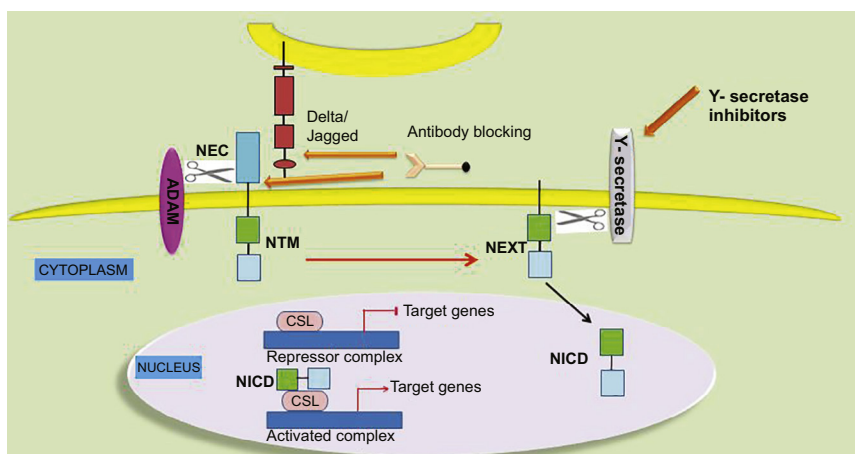 Delta/
Jagged
Antibody blocking
Y- secretase
inhibitors
NEC
ADAM
Y- secretase
NTM
NEXT
CYTOPLASM
CSL
Target genes
Repressor complex
NUCLEUS
NICD
NICD
CSL
Target genes
Activated complex